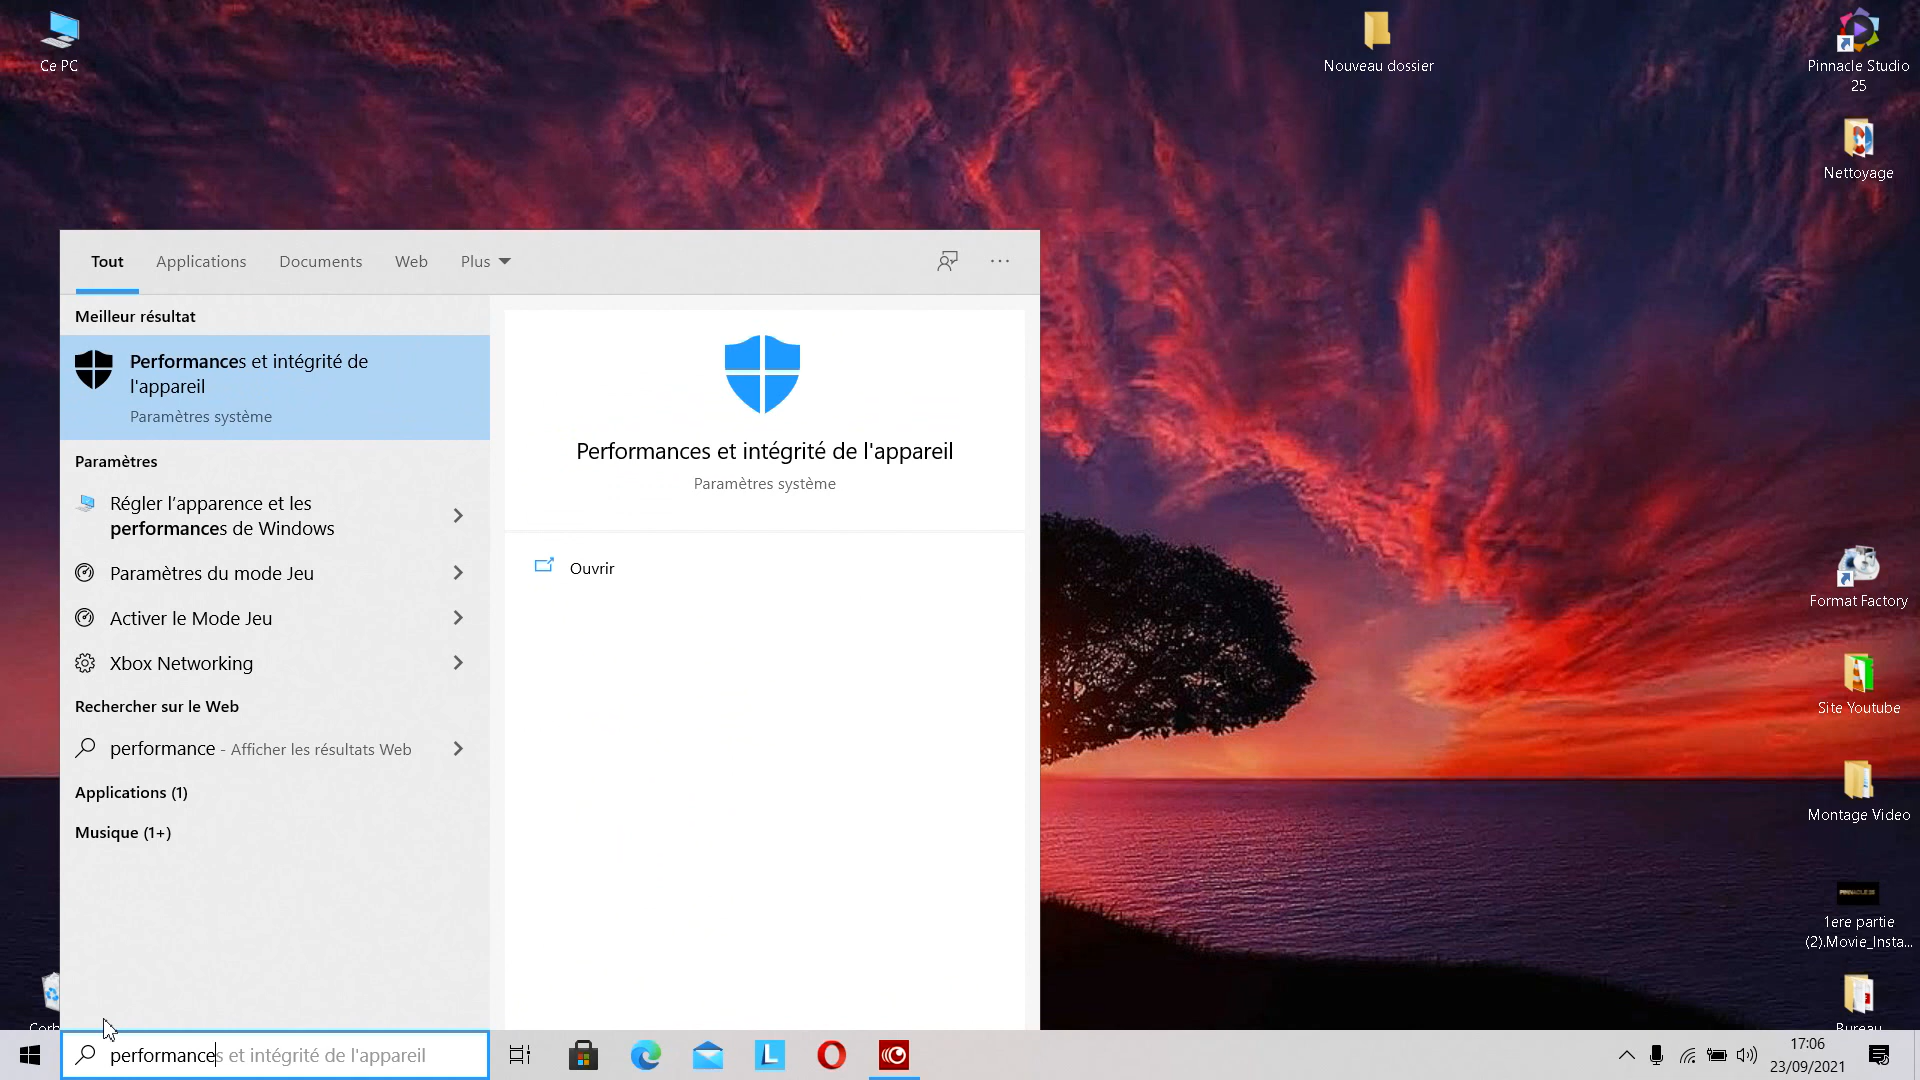 Ce PC
Nouveau dossier
Pinnacle Studio
25
Nettoyage
Tout
Applications
Documents
Web
Plus
Meilleur résultat
Performances et intégrité de
l'appareil
Paramètres système
Performances et intégrité de l'appareil
Paramètres système
Paramètres
Régler l’apparence et les
performances de Windows
Ouvrir
Paramètres du mode Jeu
Activer le Mode Jeu
Xbox Networking
Rechercher sur le Web
performance - Afficher les résultats Web
Applications (1)
Musique (1+)
Format Factory
Site Youtube
Montage Video
1ere partie
(2).Movie_Insta...
Bureau
performances et intégrité de l'appareil
L
17:06
23/09/2021